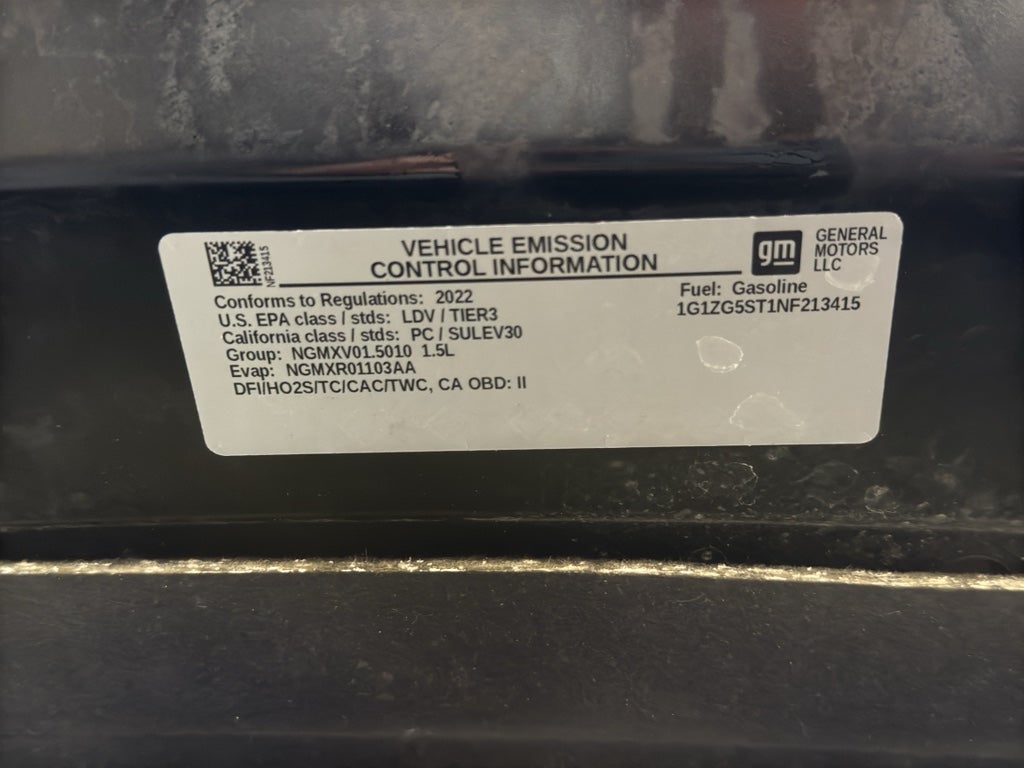 NF213415
VEHICLE EMISSION
CONTROL INFORMATION
gm
GENERAL
MOTORS
LLC
Conforms to Regulations: 2022
U.S. EPA class / stds: LDV / TIER3
California class / stds: PC / SULEV30
Group: NGMXV01.5010 1.5L
Evap: NGMXR01103AA
DFI/HO2S/TC/CAC/TWC, CA OBD: II
Fuel: Gasoline
1G1ZG5ST1NF213415